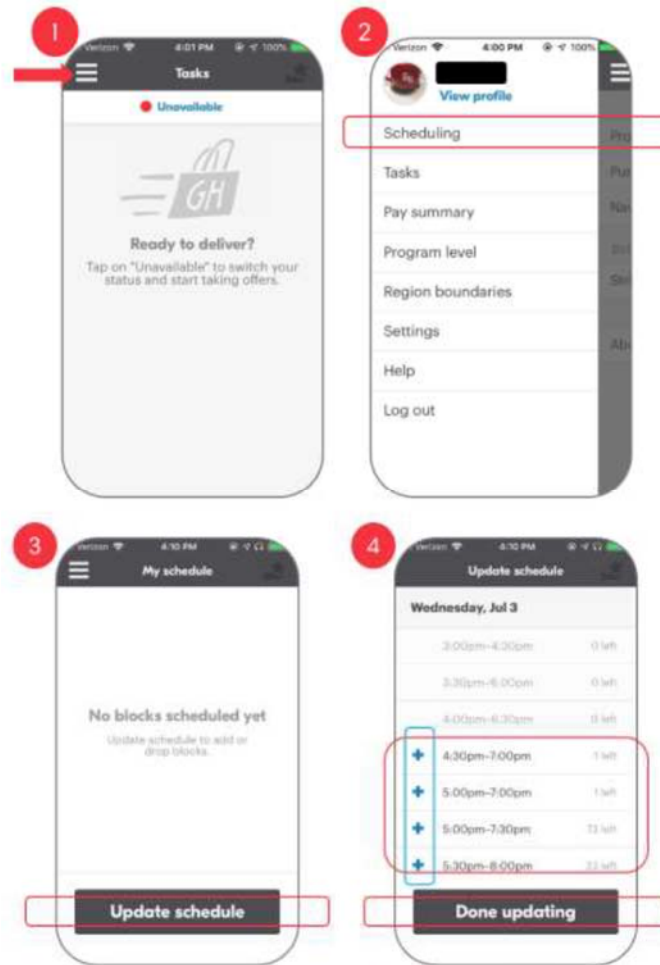 1
Verizon 4:01 PM 100%
Tasks
Unavailable
GH
Ready to deliver?
Tap on "Unavailable" to switch your
status and start taking offers.
2
Verizon 4:00 PM 100%
View profile
Scheduling
Tasks
Pay summary
Program level
Region boundaries
Settings
Help
Log out
3
Verizon 4:10 PM
My schedule
No blocks scheduled yet
Update schedule to add or
drop blocks.
Update schedule
4
Verizon 4:10 PM
Update schedule
Wednesday, Jul 3
3:00pm-4:30pm 0 left
3:30pm-6:00pm 0 left
4:00pm-6:30pm 0 left
+ 4:30pm-7:00pm 1 left
+ 5:00pm-7:00pm 1 left
+ 5:00pm-7:30pm left
+ 5:30pm-8:00pm left
Done updating